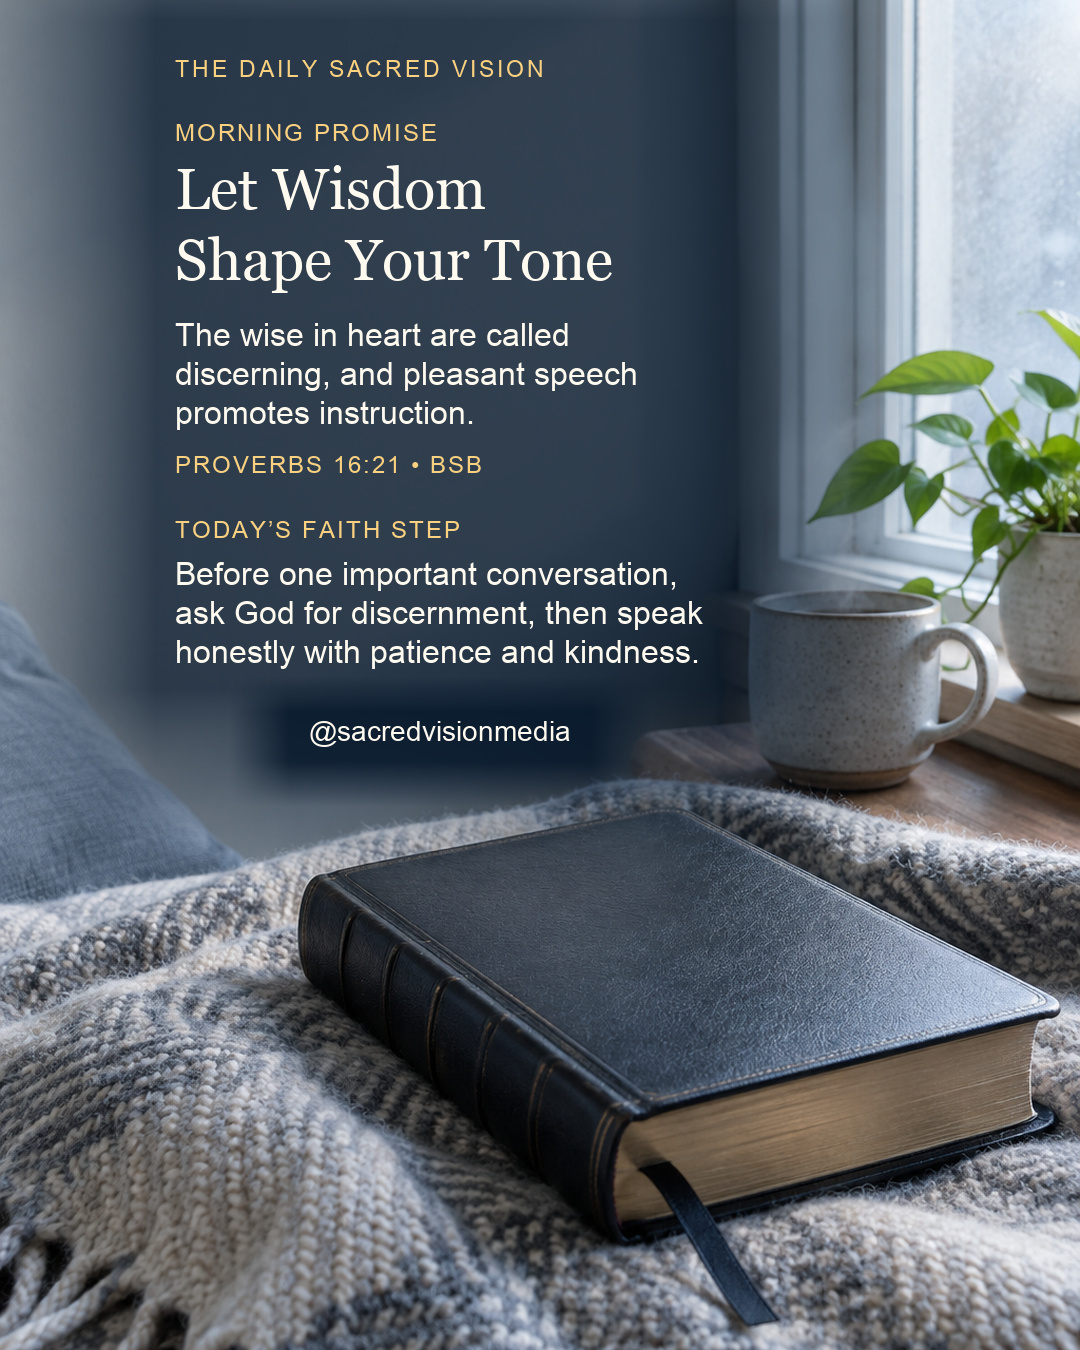 THE DAILY SACRED VISION
MORNING PROMISE
Let Wisdom
Shape Your Tone
The wise in heart are called
discerning, and pleasant speech
promotes instruction.
PROVERBS 16:21 • BSB
TODAY’S FAITH STEP
Before one important conversation,
ask God for discernment, then speak
honestly with patience and kindness.
@sacredvisionmedia